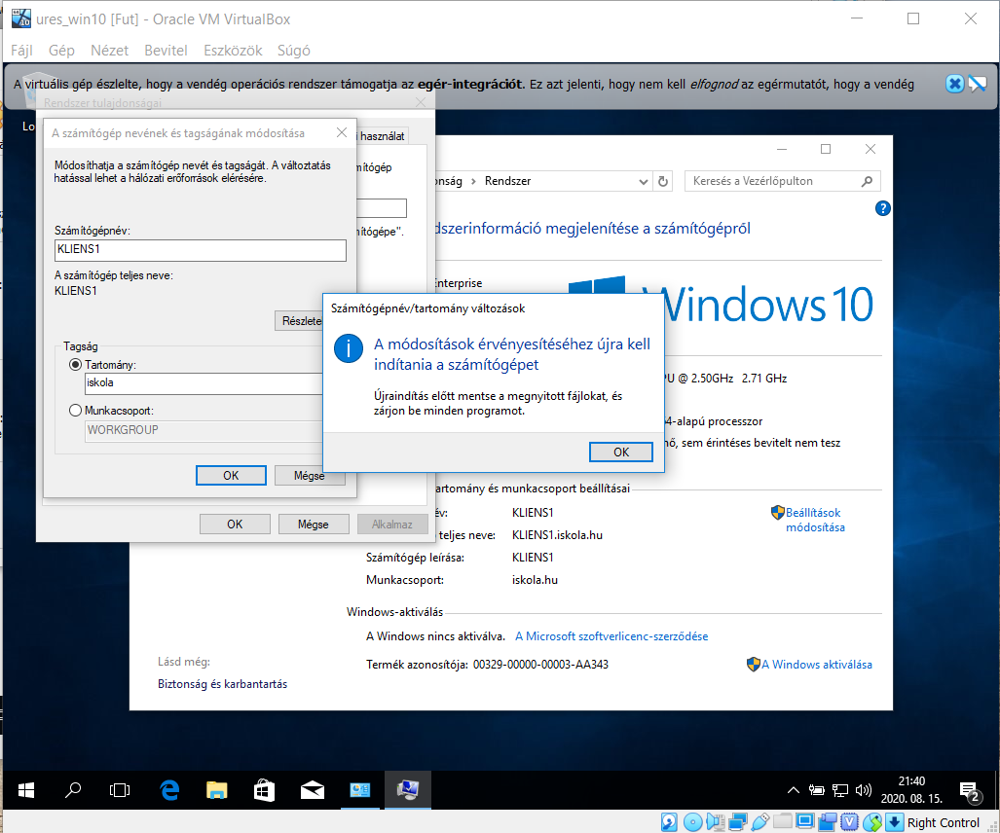 ures_win10 [Fut] - Oracle VM VirtualBox
Fájl Gép Nézet Bevitel Eszközök Súgó
A virtuális gép észlelte, hogy a vendég operációs rendszer támogatja az egér-integrációt. Ez azt jelenti, hogy nem kell elfognod az egérmutatót, hogy a vendég
Rendszer tulajdonságai
Lo
A számítógép nevének és tagságának módosítása
i használat
Módosíthatja a számítógép nevét és tagságát. A változtatás
hatással lehet a hálózati erőforrások elérésére.
mítógép
mítógépe".
Számítógépnév:
KLIENS1
A számítógép teljes neve:
KLIENS1
Részlete
Tagság
Tartomány:
iskola
Munkacsoport:
WORKGROUP
OK Mégse
OK Mégse Alkalmaz
onság > Rendszer
Keresés a Vezérlőpulton
?
dszerinformáció megjelenítése a számítógépről
Enterprise
Windows 10
Számítógépnév/tartomány változások
A módosítások érvényesítéséhez újra kell
indítania a számítógépet
Újraindítás előtt mentse a megnyitott fájlokat, és
zárjon be minden programot.
OK
PU @ 2.50GHz 2.71 GHz
4-alapú processzor
nő, sem érintéses bevitelt nem tesz
artomány és munkacsoport beállításai
év: KLIENS1
Beállítások
módosítása
teljes neve: KLIENS1.iskola.hu
Számítógép leírása: KLIENS1
Munkacsoport: iskola.hu
Windows-aktiválás
A Windows nincs aktiválva. A Microsoft szoftverlicenc-szerződése
Termék azonosítója: 00329-00000-00003-AA343
A Windows aktiválása
Lásd még:
Biztonság és karbantartás
21:40
2020. 08. 15.
2
Right Control